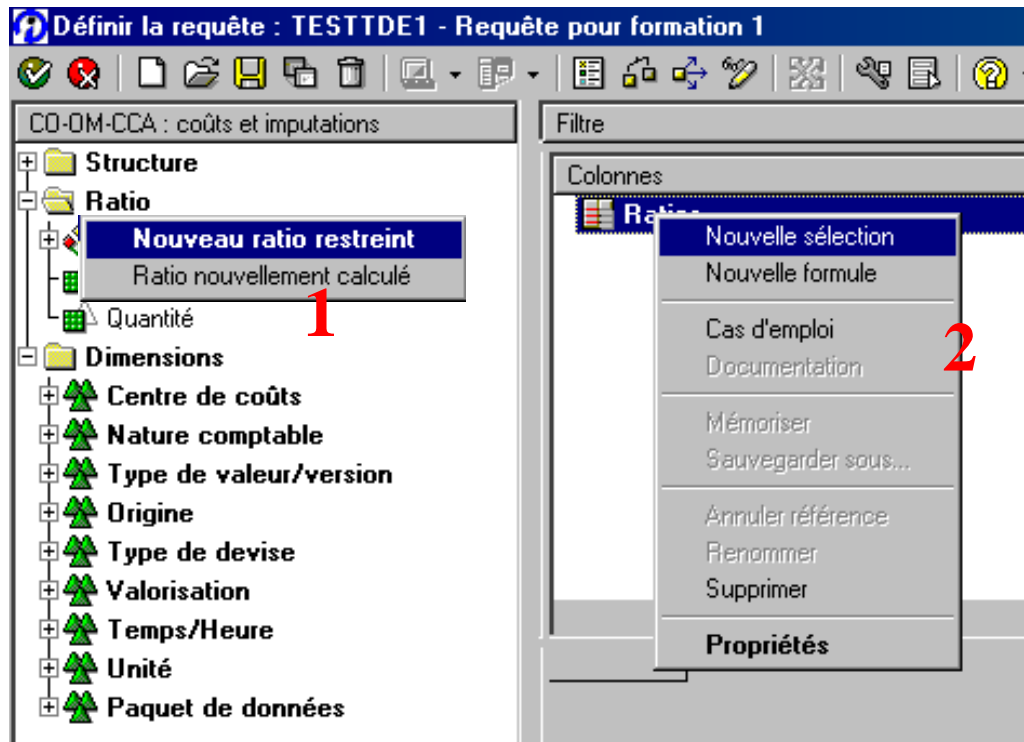 Définir la requête : TESTTDE1 - Requête pour formation 1
CO-OM-CCA : coûts et imputations
Structure
Ratio
Nouveau ratio restreint
Ratio nouvellement calculé
1
Quantité
Dimensions
Centre de coûts
Nature comptable
Type de valeur/version
Origine
Type de devise
Valorisation
Temps/Heure
Unité
Paquet de données
Filtre
Colonnes
Nouvelle sélection
Nouvelle formule
Cas d'emploi
2
Documentation
Mémoriser
Sauvegarder sous...
Annuler référence
Renommer
Supprimer
Propriétés